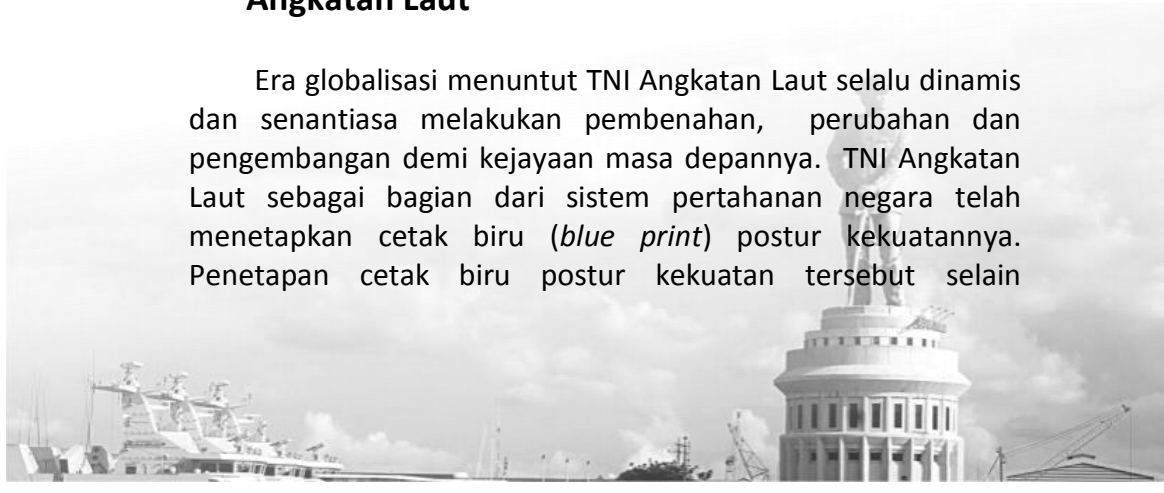 Angkatan Laut
Era globalisasi menuntut TNI Angkatan Laut selalu dinamis
dan senantiasa melakukan pembenahan, perubahan dan
pengembangan demi kejayaan masa depannya. TNI Angkatan
Laut sebagai bagian dari sistem pertahanan negara telah
menetapkan cetak biru (blue print) postur kekuatannya.
Penetapan cetak biru postur kekuatan tersebut selain